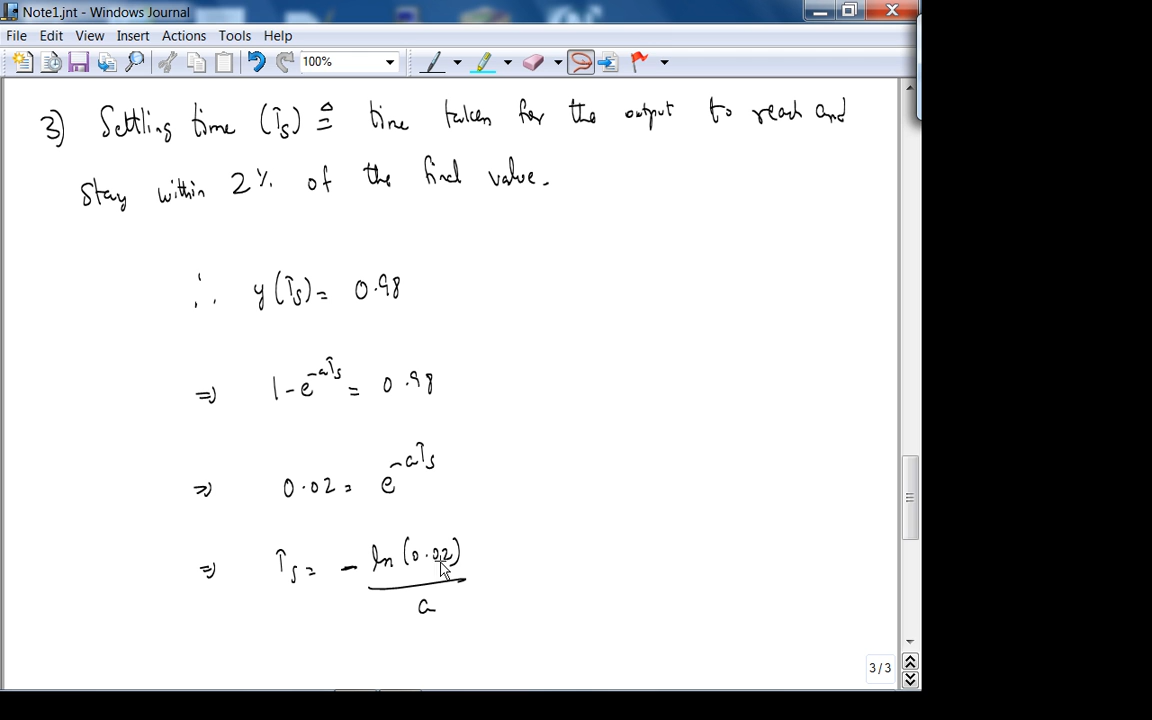 Note1.jnt - Windows Journal
File Edit View Insert Actions Tools Help
100%
3) Settling time (Ts) ≜ time taken for the output to reach and
stay within 2% of the final value.
∴ y(Ts) = 0.98
⇒ 1 - e^-aTs = 0.98
⇒ 0.02 = e^-aTs
⇒ Ts = - ln(0.02)
a
3/3